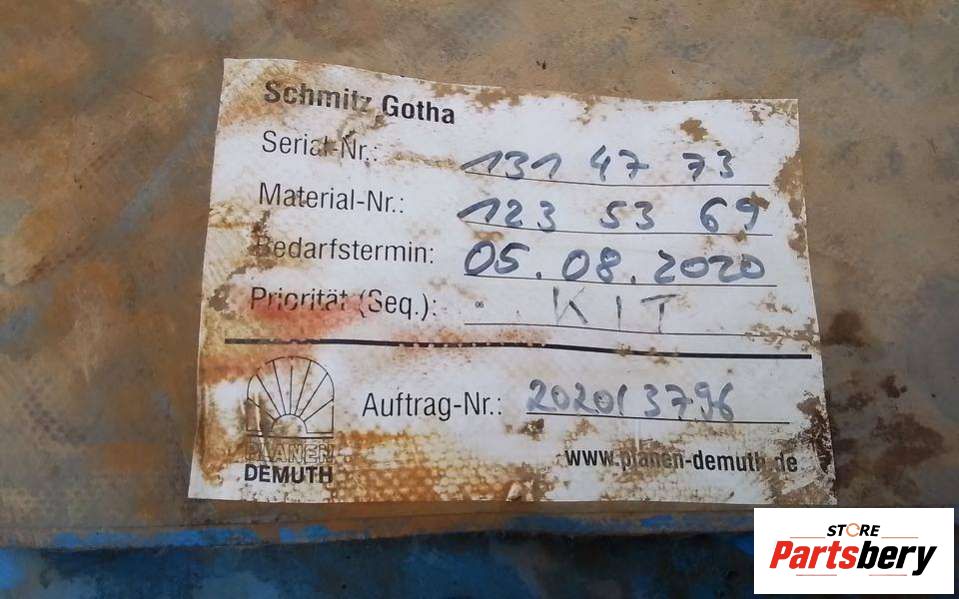 Schmitz Gotha
Serial-Nr.: 131 47 73
Material-Nr.: 123 53 69
Bedarfstermin: 05.08.2020
Priorität (Seq.): KIT
PLANEN
DEMUTH
Auftrag-Nr.: 2020/3796
www.planen-demuth.de
STORE
Partsbery